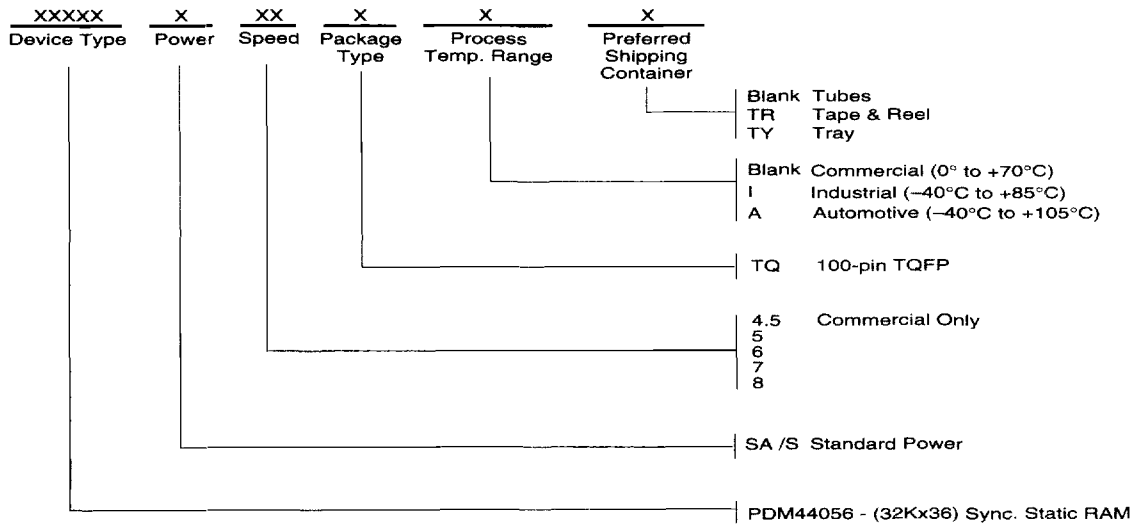 XXXXX X XX X X X
Device Type Power Speed Package Process Preferred
Type Temp. Range Shipping
Container
Blank Tubes
TR Tape & Reel
TY Tray
Blank Commercial (0° to +70°C)
I Industrial (–40°C to +85°C)
A Automotive (–40°C to +105°C)
TQ 100-pin TQFP
4.5 Commercial Only
5
6
7
8
SA /S Standard Power
PDM44056 - (32Kx36) Sync. Static RAM